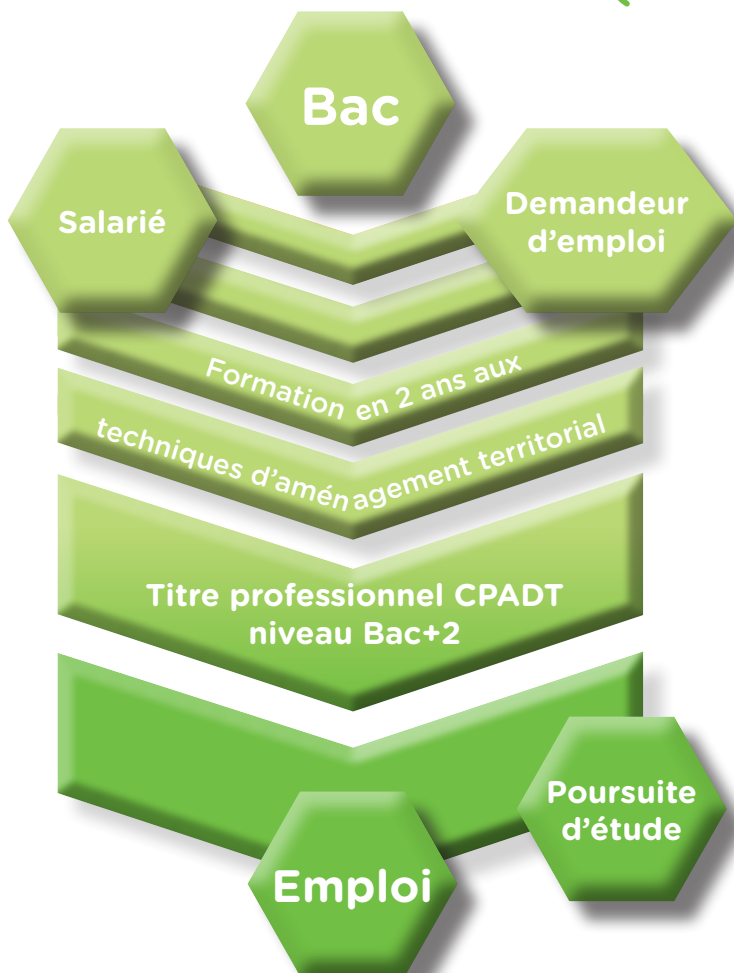 Bac
Salarié
Demandeur
d'emploi
Formation en 2 ans aux
techniques d'aménagement territorial
Titre professionnel CPADT
niveau Bac+2
Poursuite
d'étude
Emploi